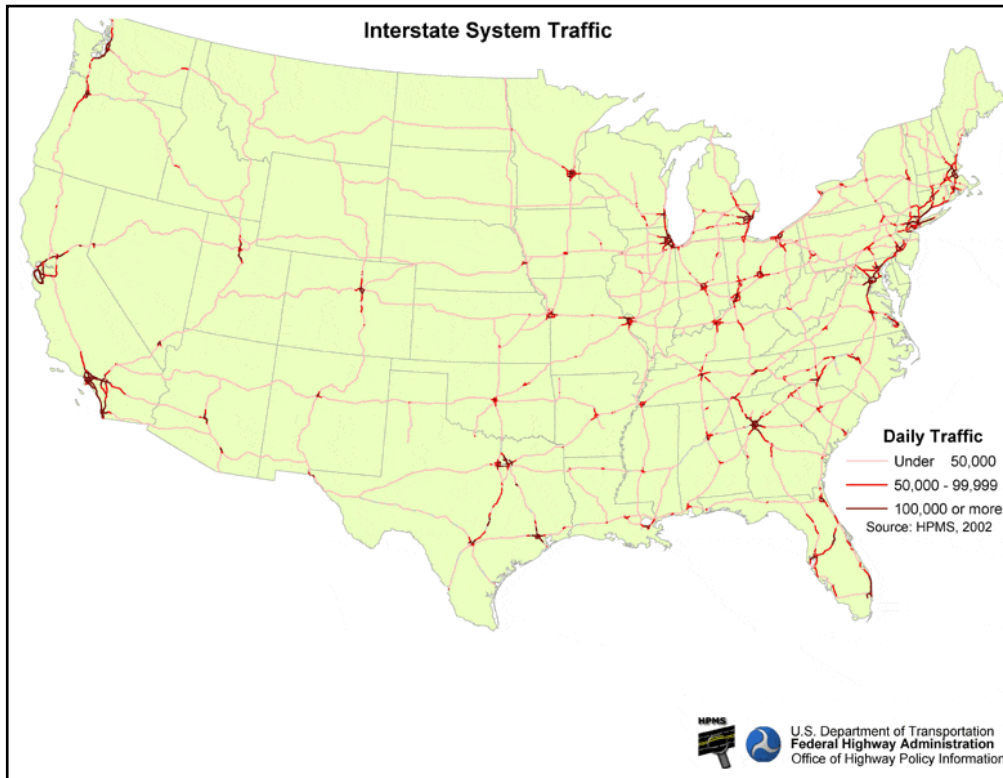 Interstate System Traffic
Daily Traffic
Under 50,000
50,000 - 99,999
100,000 or more
Source: HPMS, 2002
HPMS
U.S. Department of Transportation
Federal Highway Administration
Office of Highway Policy Information